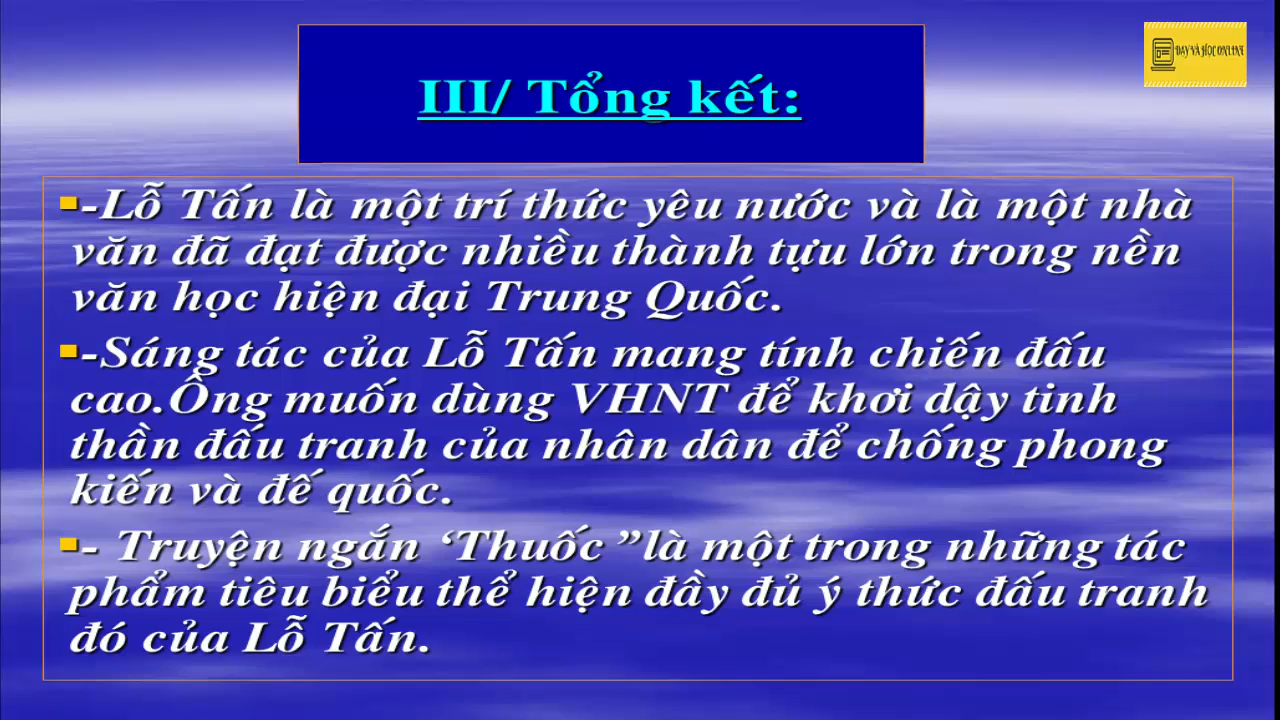 III/ Tổng kết:
DẠY VÀ HỌC ONLINE
-Lỗ Tấn là một trí thức yêu nước và là một nhà
văn đã đạt được nhiều thành tựu lớn trong nền
văn học hiện đại Trung Quốc.
-Sáng tác của Lỗ Tấn mang tính chiến đấu
cao.Ông muốn dùng VHNT để khơi dậy tinh
thần đấu tranh của nhân dân để chống phong
kiến và đế quốc.
- Truyện ngắn ‘Thuốc”là một trong những tác
phẩm tiêu biểu thể hiện đầy đủ ý thức đấu tranh
đó của Lỗ Tấn.